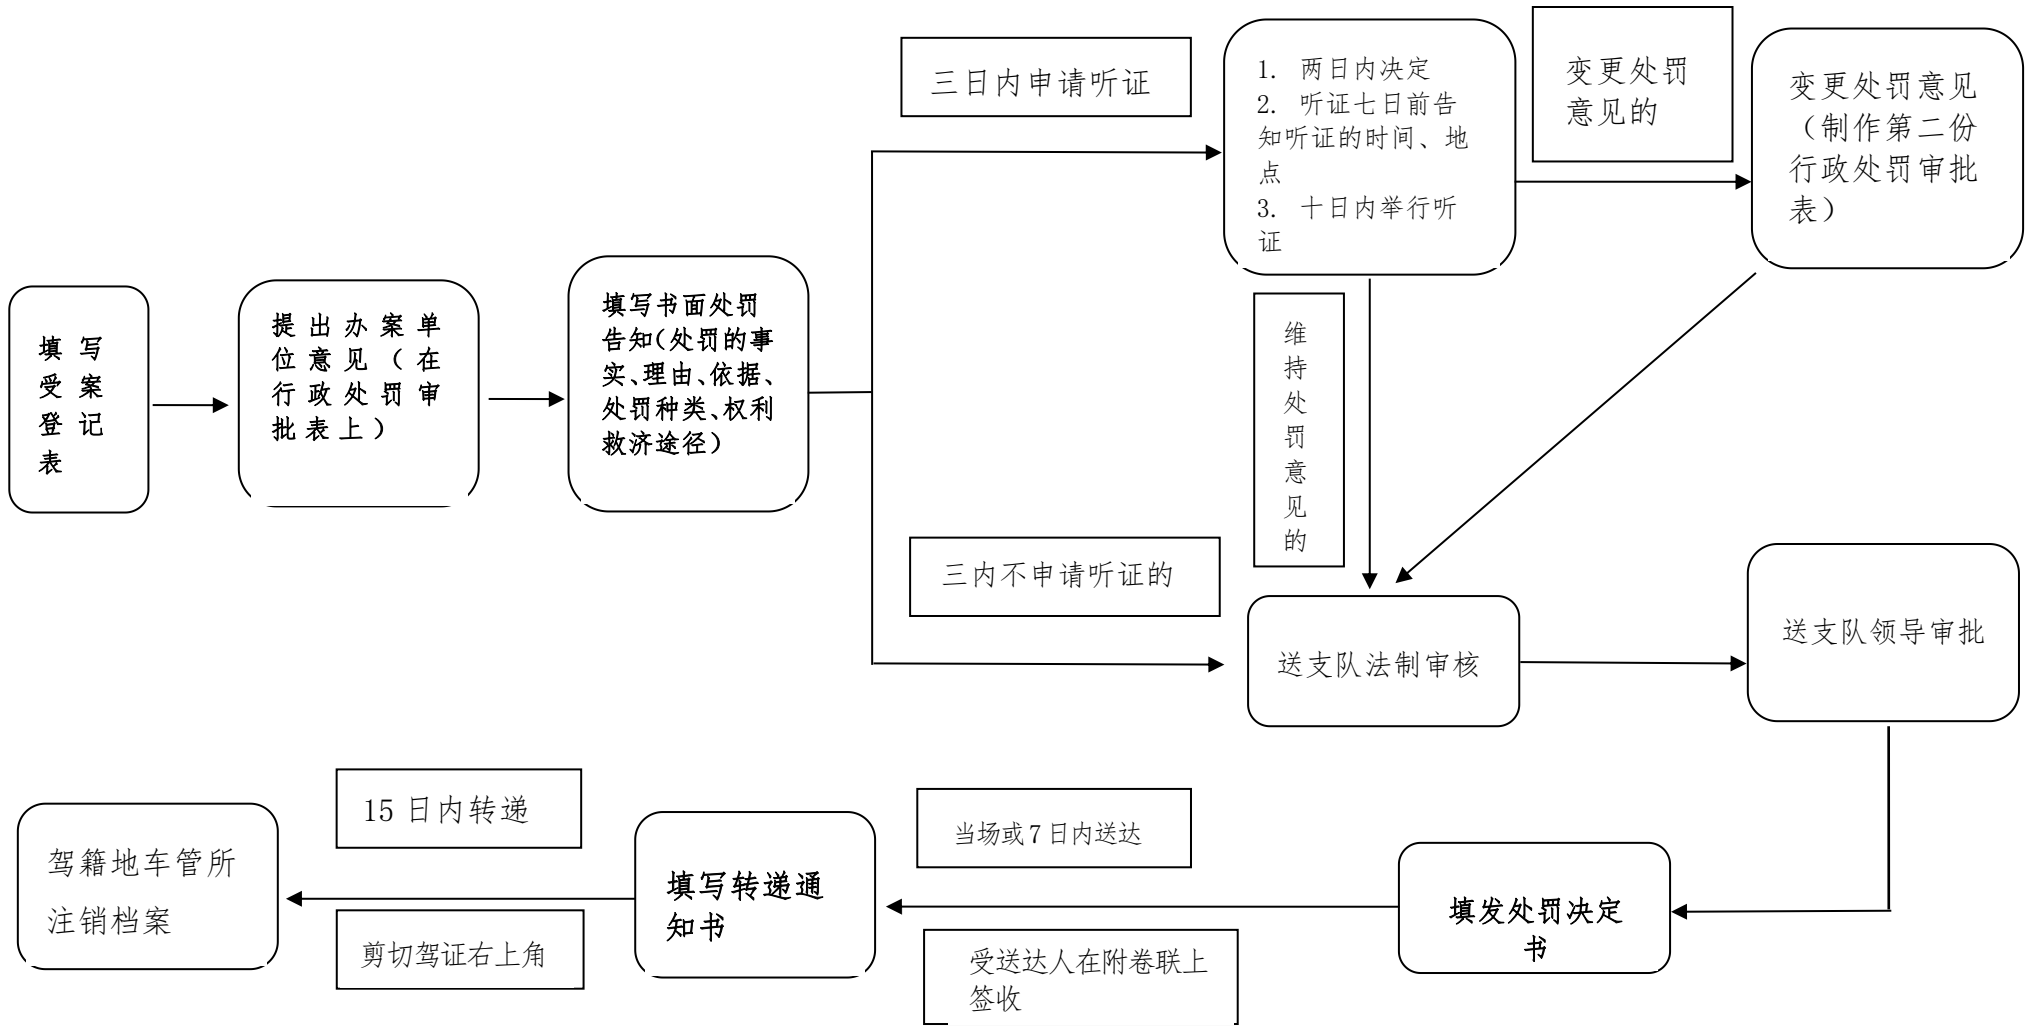 填写
受案
登记
表
提出办案单
位意见（在
行政处罚审
批表上）
填写书面处罚
告知（处罚的事
实、理由、依据、
处罚种类、权利
救济途径）
三日内申请听证
1. 两日内决定
2. 听证七日前告
知听证的时间、地
点
3. 十日内举行听
证
变更处罚
意见的
变更处罚意见
（制作第二份
行政处罚审批
表）
维
持
处
罚
意
见
的
三内不申请听证的
送支队法制审核
送支队领导审批
填发处罚决定
书
当场或7日内送达
受送达人在附卷联上
签收
填写转递通
知书
15日内转递
剪切驾证右上角
驾籍地车管所
注销档案